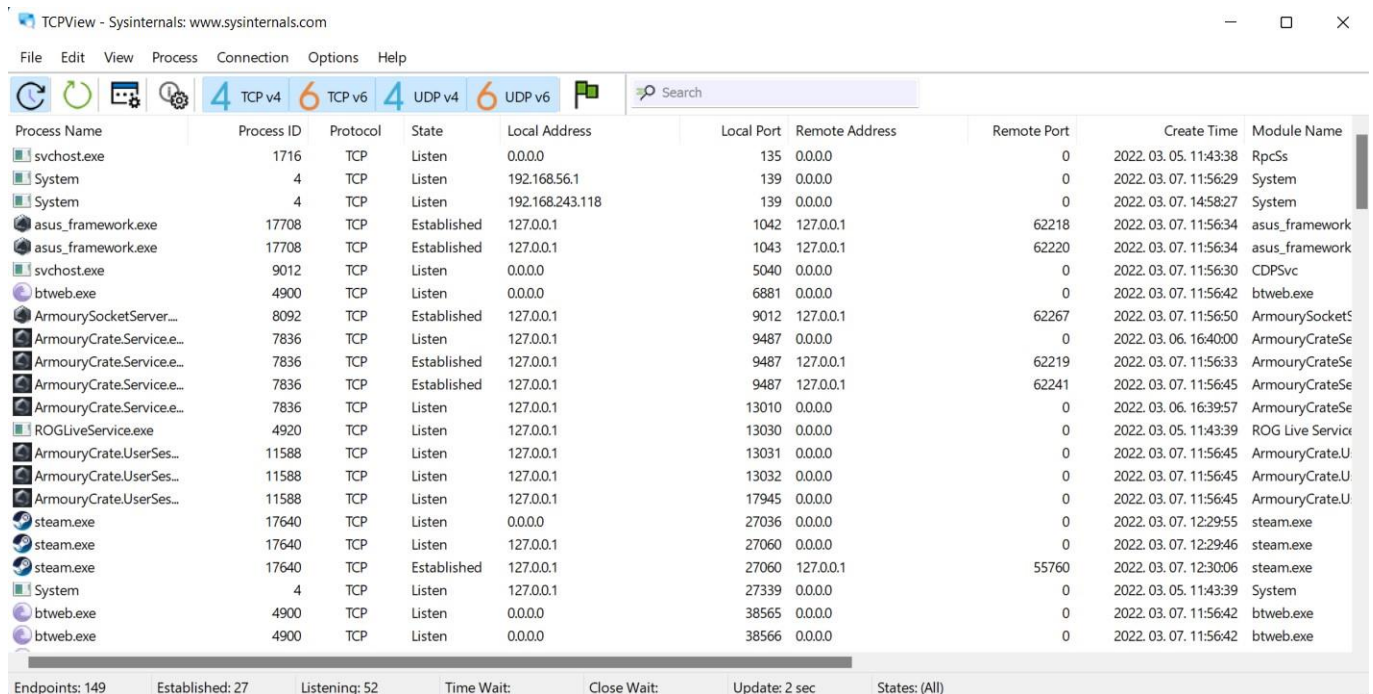 TCPView - Sysinternals: www.sysinternals.com
File Edit View Process Connection Options Help
4 TCP v4 6 TCP v6 4 UDP v4 6 UDP v6 Search
Process Name Process ID Protocol State Local Address Local Port Remote Address Remote Port Create Time Module Name
svchost.exe 1716 TCP Listen 0.0.0.0 135 0.0.0.0 0 2022. 03. 05. 11:43:38 RpcSs
System 4 TCP Listen 192.168.56.1 139 0.0.0.0 0 2022. 03. 07. 11:56:29 System
System 4 TCP Listen 192.168.243.118 139 0.0.0.0 0 2022. 03. 07. 14:58:27 System
asus_framework.exe 17708 TCP Established 127.0.0.1 1042 127.0.0.1 62218 2022. 03. 07. 11:56:34 asus_framework
asus_framework.exe 17708 TCP Established 127.0.0.1 1043 127.0.0.1 62220 2022. 03. 07. 11:56:34 asus_framework
svchost.exe 9012 TCP Listen 0.0.0.0 5040 0.0.0.0 0 2022. 03. 07. 11:56:30 CDPSvc
btweb.exe 4900 TCP Listen 0.0.0.0 6881 0.0.0.0 0 2022. 03. 07. 11:56:42 btweb.exe
ArmourySocketServer.... 8092 TCP Established 127.0.0.1 9012 127.0.0.1 62267 2022. 03. 07. 11:56:50 ArmourySocketS
ArmouryCrate.Service.e... 7836 TCP Listen 127.0.0.1 9487 0.0.0.0 0 2022. 03. 06. 16:40:00 ArmouryCrateSe
ArmouryCrate.Service.e... 7836 TCP Established 127.0.0.1 9487 127.0.0.1 62219 2022. 03. 07. 11:56:33 ArmouryCrateSe
ArmouryCrate.Service.e... 7836 TCP Established 127.0.0.1 9487 127.0.0.1 62241 2022. 03. 07. 11:56:45 ArmouryCrateSe
ArmouryCrate.Service.e... 7836 TCP Listen 127.0.0.1 13010 0.0.0.0 0 2022. 03. 06. 16:39:57 ArmouryCrateSe
ROGLiveService.exe 4920 TCP Listen 127.0.0.1 13030 0.0.0.0 0 2022. 03. 05. 11:43:39 ROG Live Service
ArmouryCrate.UserSes... 11588 TCP Listen 127.0.0.1 13031 0.0.0.0 0 2022. 03. 07. 11:56:45 ArmouryCrate.U
ArmouryCrate.UserSes... 11588 TCP Listen 127.0.0.1 13032 0.0.0.0 0 2022. 03. 07. 11:56:45 ArmouryCrate.U
ArmouryCrate.UserSes... 11588 TCP Listen 127.0.0.1 17945 0.0.0.0 0 2022. 03. 07. 11:56:45 ArmouryCrate.U
steam.exe 17640 TCP Listen 0.0.0.0 27036 0.0.0.0 0 2022. 03. 07. 12:29:55 steam.exe
steam.exe 17640 TCP Listen 127.0.0.1 27060 0.0.0.0 0 2022. 03. 07. 12:29:46 steam.exe
steam.exe 17640 TCP Established 127.0.0.1 27060 127.0.0.1 55760 2022. 03. 07. 12:30:06 steam.exe
System 4 TCP Listen 127.0.0.1 27339 0.0.0.0 0 2022. 03. 05. 11:43:39 System
btweb.exe 4900 TCP Listen 0.0.0.0 38565 0.0.0.0 0 2022. 03. 07. 11:56:42 btweb.exe
btweb.exe 4900 TCP Listen 0.0.0.0 38566 0.0.0.0 0 2022. 03. 07. 11:56:42 btweb.exe
Endpoints: 149 Established: 27 Listening: 52 Time Wait: Close Wait: Update: 2 sec States: (All)